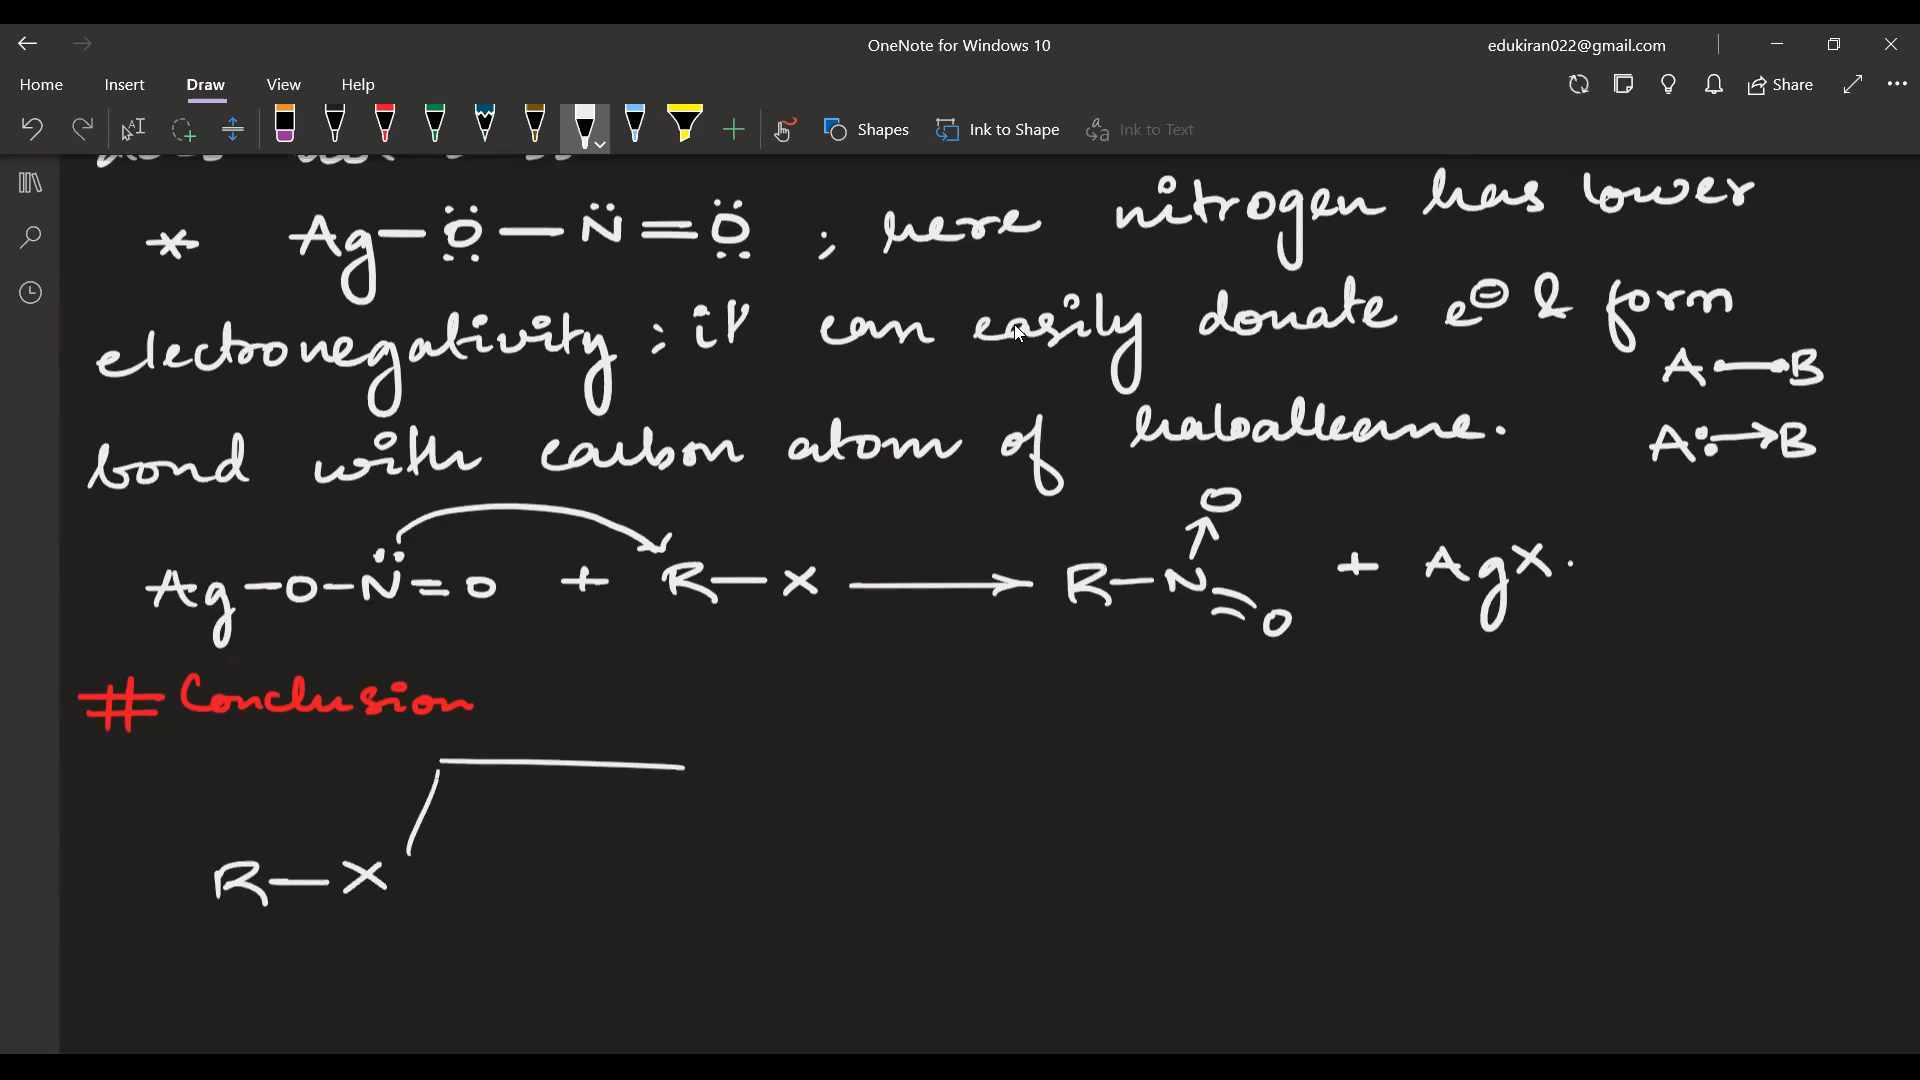 OneNote for Windows 10
edukiran022@gmail.com
Home Insert Draw View Help
Share
Shapes Ink to Shape Ink to Text
* Ag-O-N=O ; here nitrogen has lower
electronegativity ; it can easily donate e⊖ & form
A—B
bond with carbon atom of haloalkane.
A:→B
Ag-O-N=O + R-X → R-N→O=O + AgX.
# Conclusion
R-X